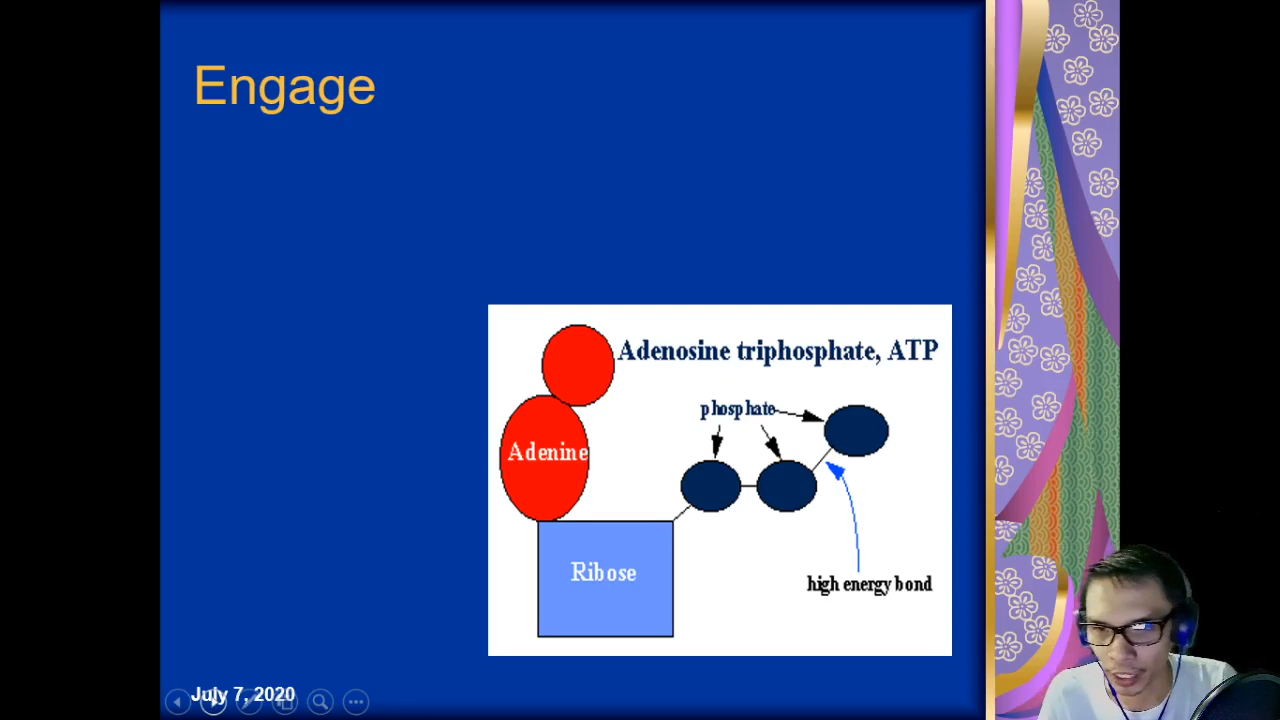 Engage
Adenosine triphosphate, ATP
phosphate
Adenine
Ribose
high energy bond
July 7, 2020